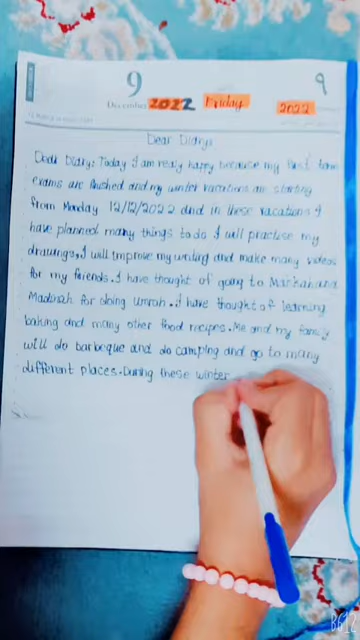 9
9
December 2022 Friday 2022
Dear Diary
Dear Diary, Today I am realy happy because my first term
exams are finished and my winter vacations are starting
from Monday 12/12/2022 and in these vacations I
have planned many things to do I will practise my
drawings, I will improve my writing and make many videos
for my friends. I have thought of going to Makkah and
Madinah for doing Umrah. I have thought of learning
baking and many other food recipes. Me and my family
will do barbeque and do camping and go to many
different places. During these winter
B612